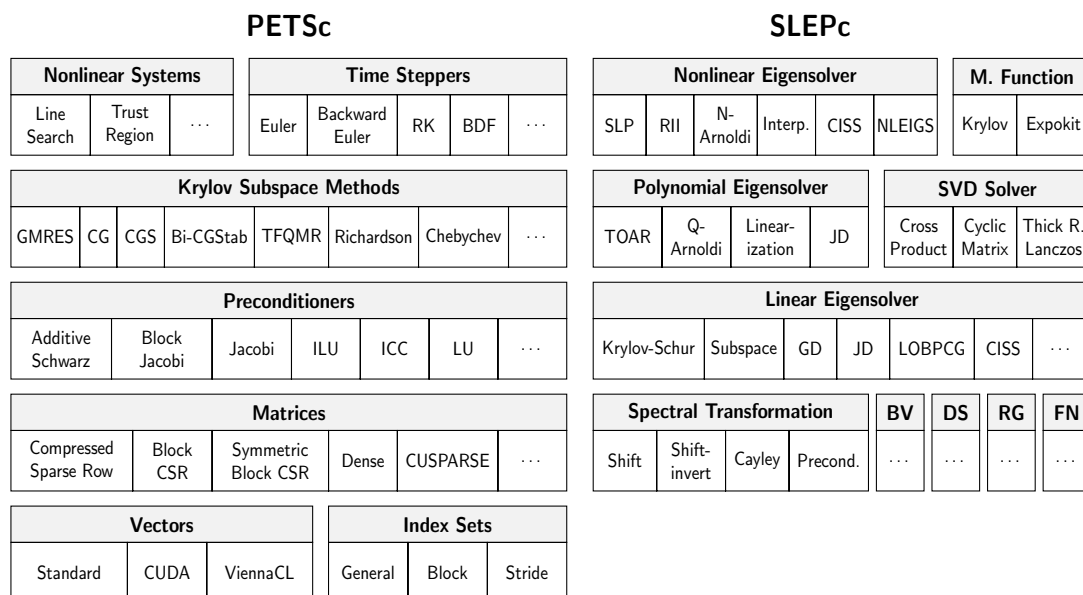 PETSc
Nonlinear Systems
Line
Search
Trust
Region
...
Time Steppers
Euler
Backward
Euler
RK
BDF
...
Krylov Subspace Methods
GMRES
CG
CGS
Bi-CGStab
TFQMR
Richardson
Chebychev
...
Preconditioners
Additive
Schwarz
Block
Jacobi
Jacobi
ILU
ICC
LU
...
Matrices
Compressed
Sparse Row
Block
CSR
Symmetric
Block CSR
Dense
CUSPARSE
...
Vectors
Standard
CUDA
ViennaCL
Index Sets
General
Block
Stride
SLEPc
Nonlinear Eigensolver
SLP
RII
N-
Arnoldi
Interp.
CISS
NLEIGS
M. Function
Krylov
Expokit
Polynomial Eigensolver
TOAR
Q-
Arnoldi
Linear-
ization
JD
SVD Solver
Cross
Product
Cyclic
Matrix
Thick R.
Lanczos
Linear Eigensolver
Krylov-Schur
Subspace
GD
JD
LOBPCG
CISS
...
Spectral Transformation
Shift
Shift-
invert
Cayley
Precond.
BV
...
DS
...
RG
...
FN
...